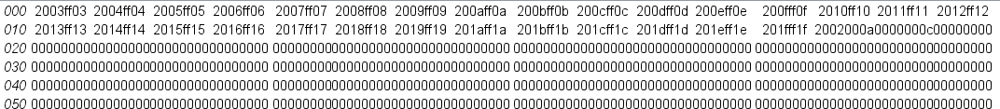 000 2003ff03 2004ff04 2005ff05 2006ff06 2007ff07 2008ff08 2009ff09 200aff0a 200bff0b 200cff0c 200dff0d 200eff0e 200fff0f 2010ff10 2011ff11 2012ff12
010 2013ff13 2014ff14 2015ff15 2016ff16 2017ff17 2018ff18 2019ff19 201aff1a 201bff1b 201cff1c 201dff1d 201eff1e 201fff1f 2002000a0000000c00000000
020 00000000000000000000000000000000 00000000000000000000000000000000 00000000000000000000000000000000 00000000000000000000000000000000
030 00000000000000000000000000000000 00000000000000000000000000000000 00000000000000000000000000000000 00000000000000000000000000000000
040 00000000000000000000000000000000 00000000000000000000000000000000 00000000000000000000000000000000 00000000000000000000000000000000
050 00000000000000000000000000000000 00000000000000000000000000000000 00000000000000000000000000000000 00000000000000000000000000000000